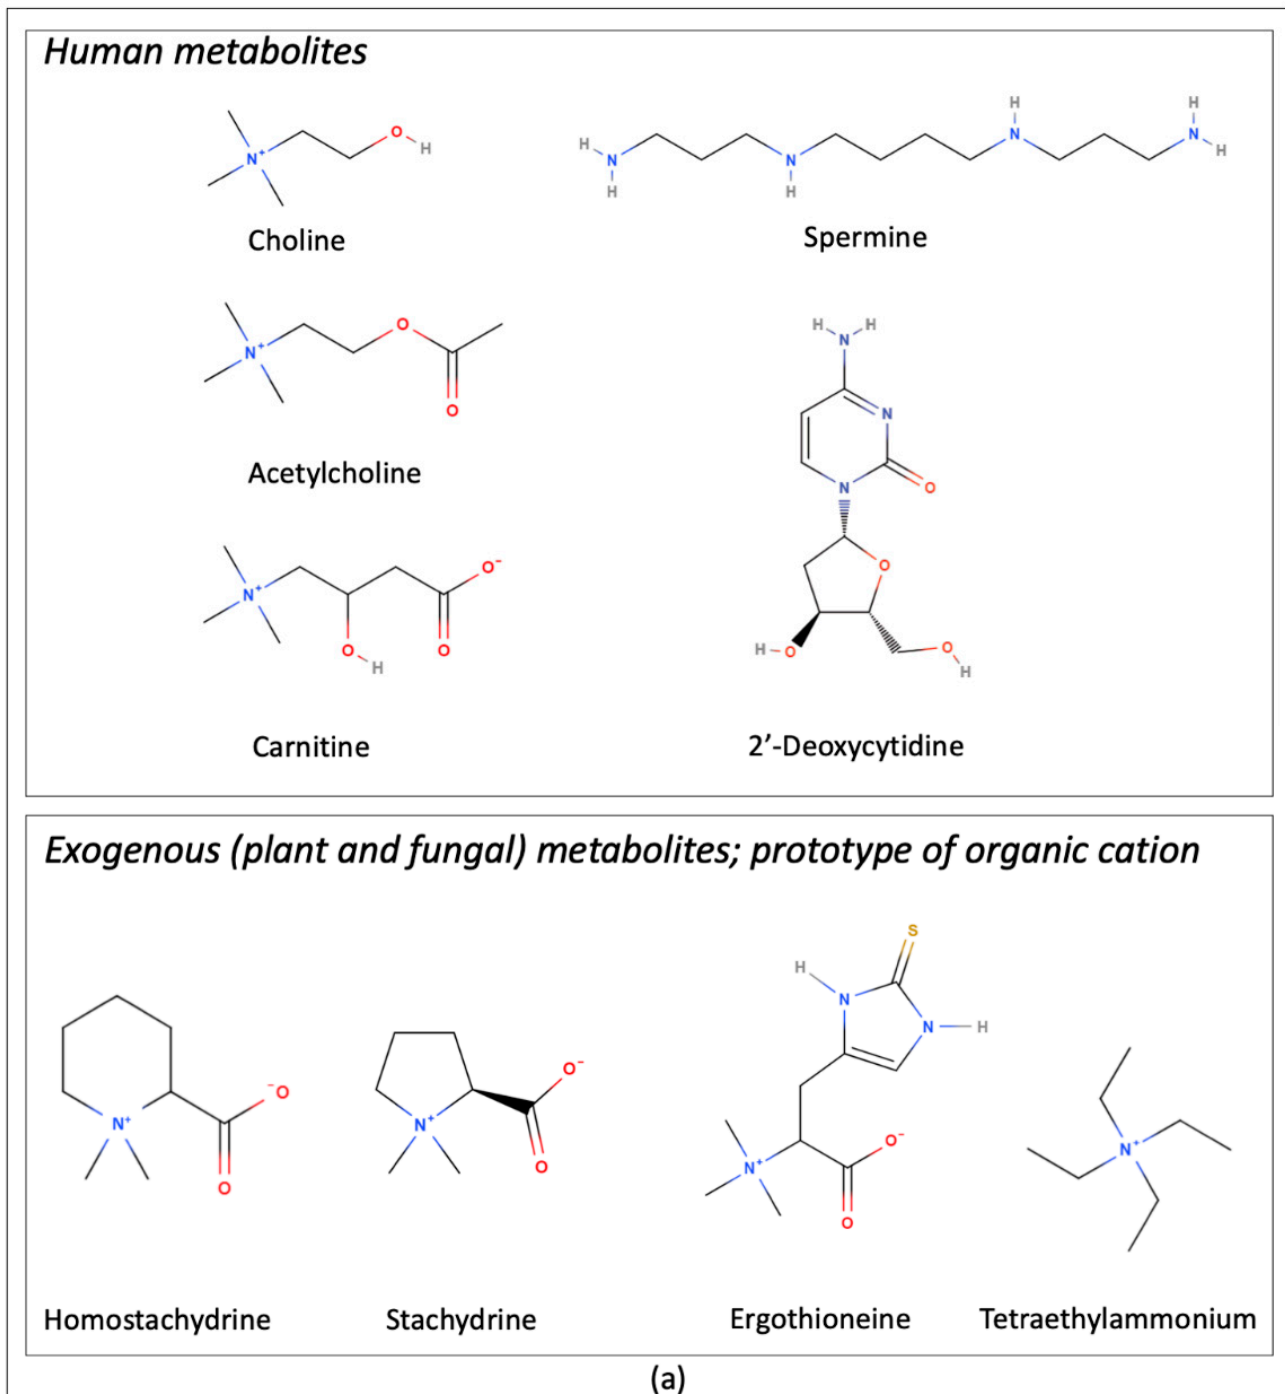 Human metabolites
Choline
Spermine
Acetylcholine
Carnitine
2’-Deoxycytidine
Exogenous (plant and fungal) metabolites; prototype of organic cation
Homostachydrine
Stachydrine
Ergothioneine
Tetraethylammonium
(a)